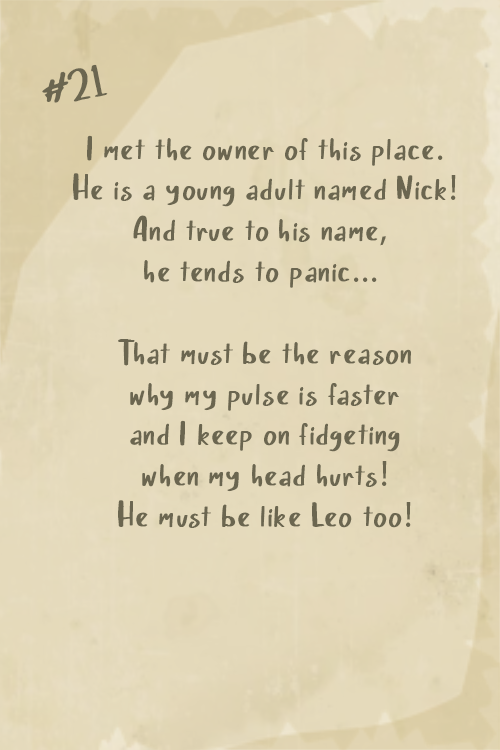 #21
I met the owner of this place.
He is a young adult named Nick!
And true to his name,
he tends to panic...
That must be the reason
why my pulse is faster
and I keep on fidgeting
when my head hurts!
He must be like Leo too!